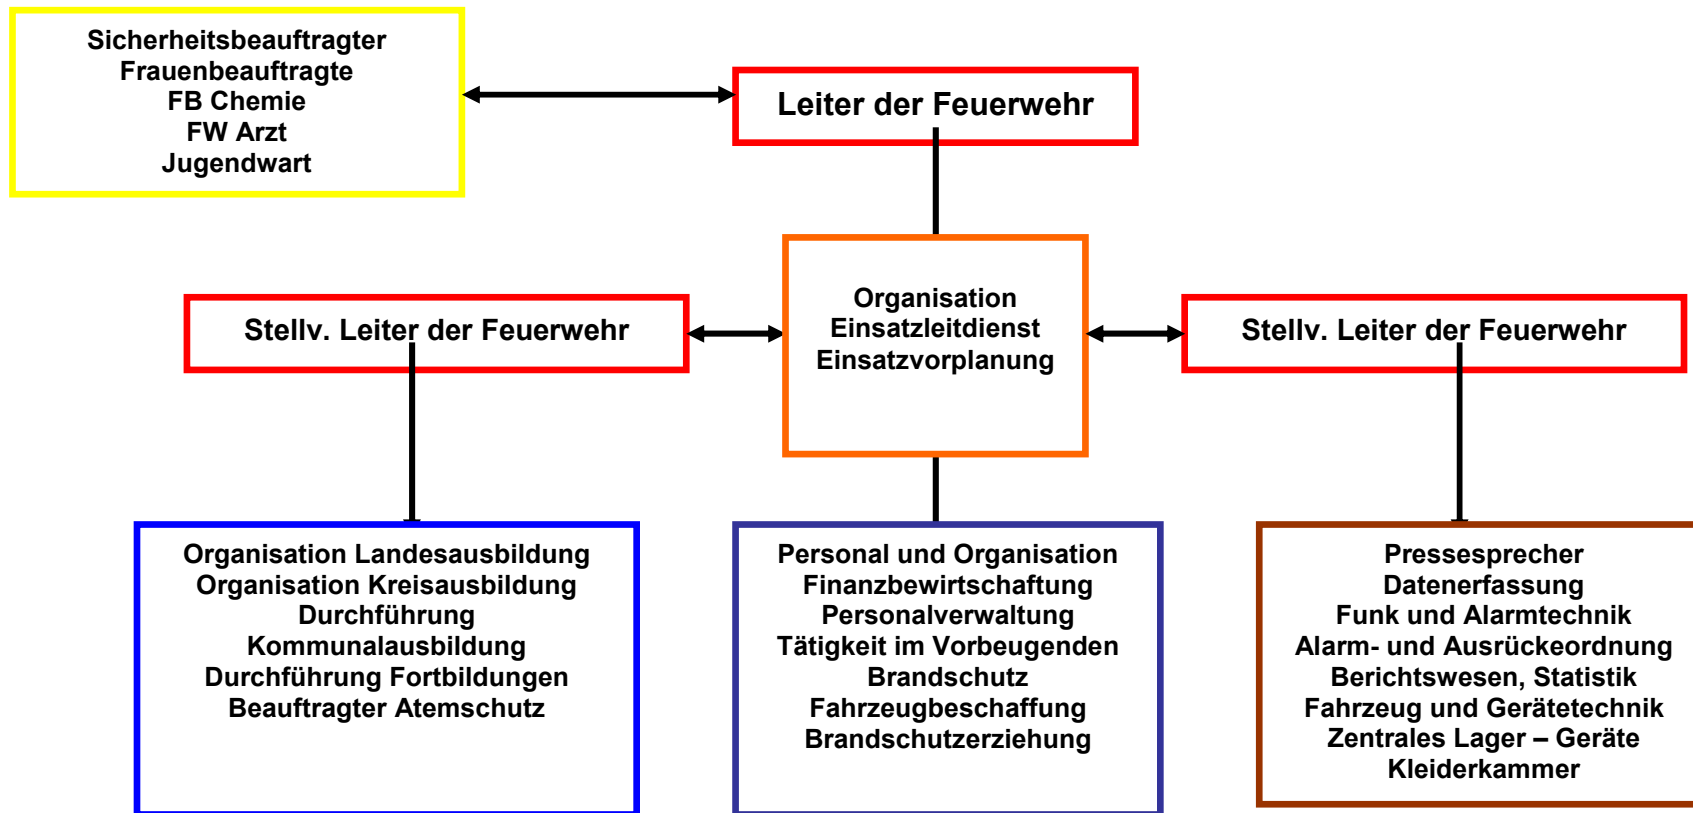 Sicherheitsbeauftragter
Frauenbeauftragte
FB Chemie
FW Arzt
Jugendwart
Leiter der Feuerwehr
Stellv. Leiter der Feuerwehr
Organisation
Einsatzleitdienst
Einsatzvorplanung
Stellv. Leiter der Feuerwehr
Organisation Landesausbildung
Organisation Kreisausbildung
Durchführung
Kommunalausbildung
Durchführung Fortbildungen
Beauftragter Atemschutz
Personal und Organisation
Finanzbewirtschaftung
Personalverwaltung
Tätigkeit im Vorbeugenden
Brandschutz
Fahrzeugbeschaffung
Brandschutzerziehung
Pressesprecher
Datenerfassung
Funk und Alarmtechnik
Alarm- und Ausrückeordnung
Berichtswesen, Statistik
Fahrzeug und Gerätetechnik
Zentrales Lager – Geräte
Kleiderkammer